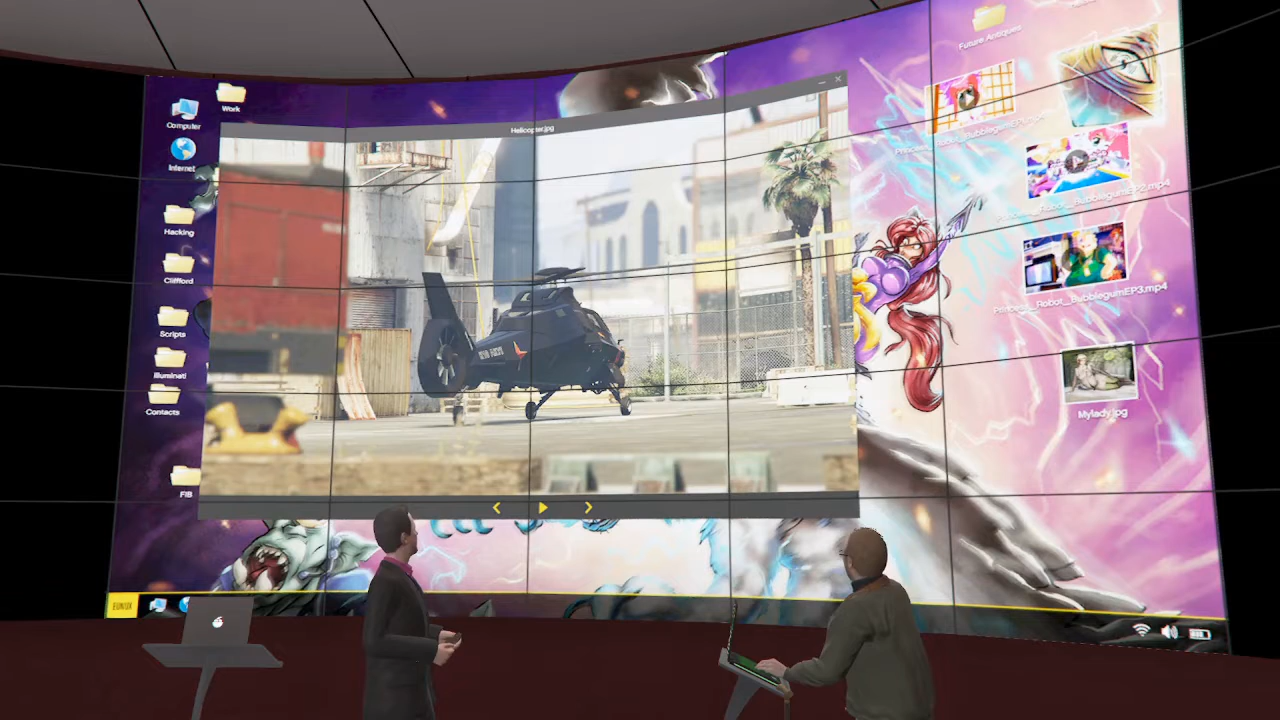 Future Antiques
Work
Computer
Helicopter.jpg
Internet
Princess_Robot_BubblegumEP2.mp4
Hacking
Clifford
Princess_Robot_BubblegumEP3.mp4
Scripts
Illuminati
Contacts
Mylady.jpg
FIB
EUNUX